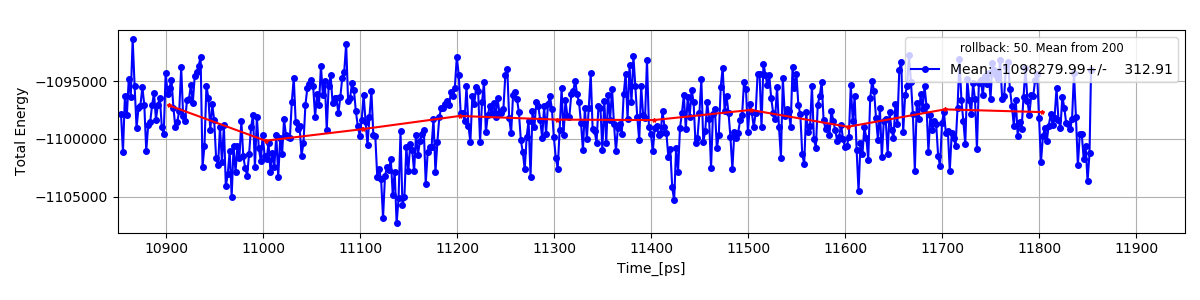 rollback: 50. Mean from 200
Mean: -1098279.99+/-    312.91
Total Energy
−1095000
−1100000
−1105000
10900 11000 11100 11200 11300 11400 11500 11600 11700 11800 11900
Time_[ps]